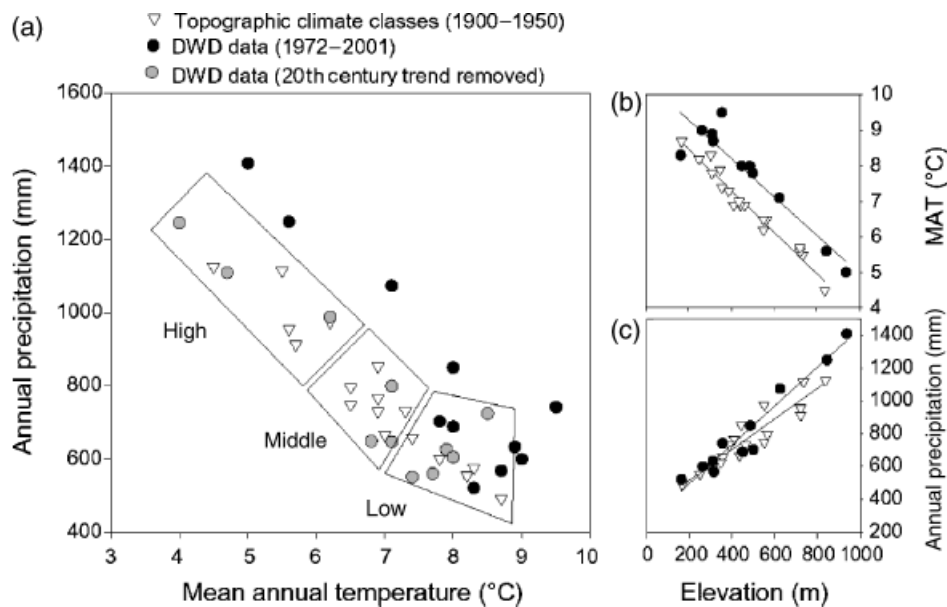 (a)
Topographic climate classes (1900–1950)
DWD data (1972–2001)
DWD data (20th century trend removed)
Annual precipitation (mm)
1600
1400
1200
1000
800
600
400
High
Middle
Low
3 4 5 6 7 8 9 10
Mean annual temperature (°C)
(b)
10
9
8
7
6
5
4
MAT (°C)
(c)
1400
1200
1000
800
600
400
200
Annual precipitation (mm)
0 200 400 600 800 1000
Elevation (m)